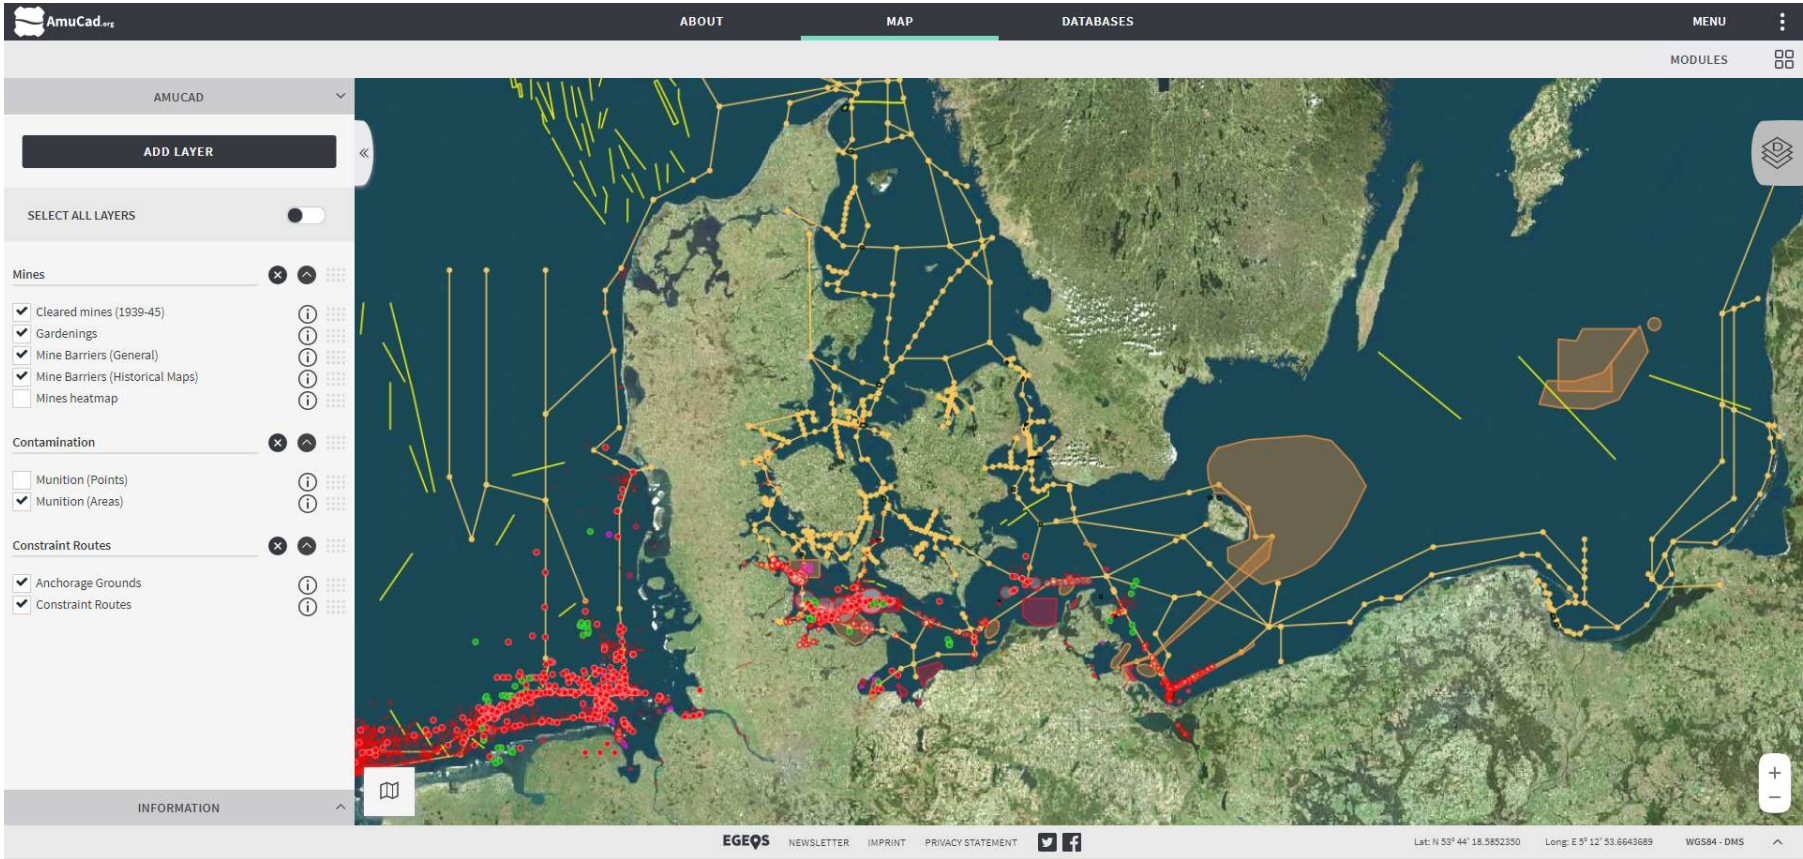 AmuCad.org
ABOUT
MAP
DATABASES
MENU
MODULES
AMUCAD
ADD LAYER
SELECT ALL LAYERS
Mines
Cleared mines (1939-45)
Gardenings
Mine Barriers (General)
Mine Barriers (Historical Maps)
Mines heatmap
Contamination
Munition (Points)
Munition (Areas)
Constraint Routes
Anchorage Grounds
Constraint Routes
INFORMATION
EGEOS
NEWSLETTER
IMPRINT
PRIVACY STATEMENT
Lat: N 53° 44' 18.5852350
Long: E 5° 12' 53.6643689
WGS84 - DMS